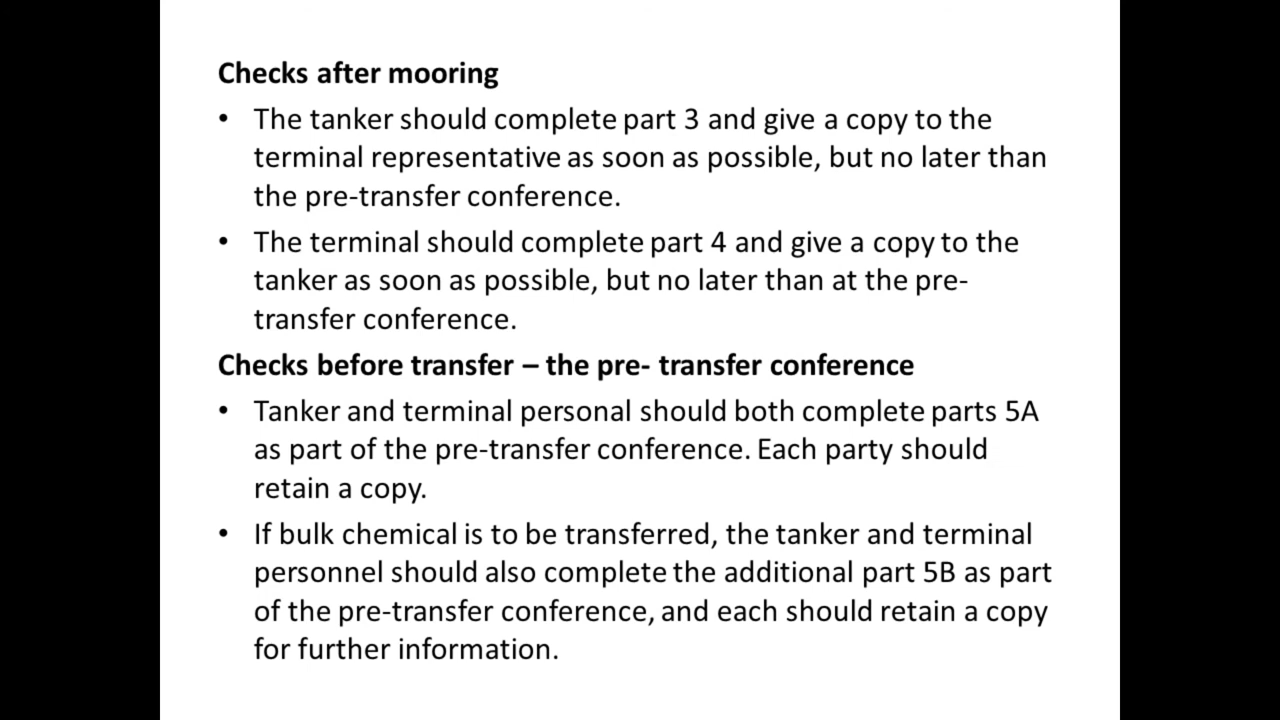 Checks after mooring
• The tanker should complete part 3 and give a copy to the
terminal representative as soon as possible, but no later than
the pre-transfer conference.
• The terminal should complete part 4 and give a copy to the
tanker as soon as possible, but no later than at the pre-
transfer conference.
Checks before transfer – the pre- transfer conference
• Tanker and terminal personal should both complete parts 5A
as part of the pre-transfer conference. Each party should
retain a copy.
• If bulk chemical is to be transferred, the tanker and terminal
personnel should also complete the additional part 5B as part
of the pre-transfer conference, and each should retain a copy
for further information.